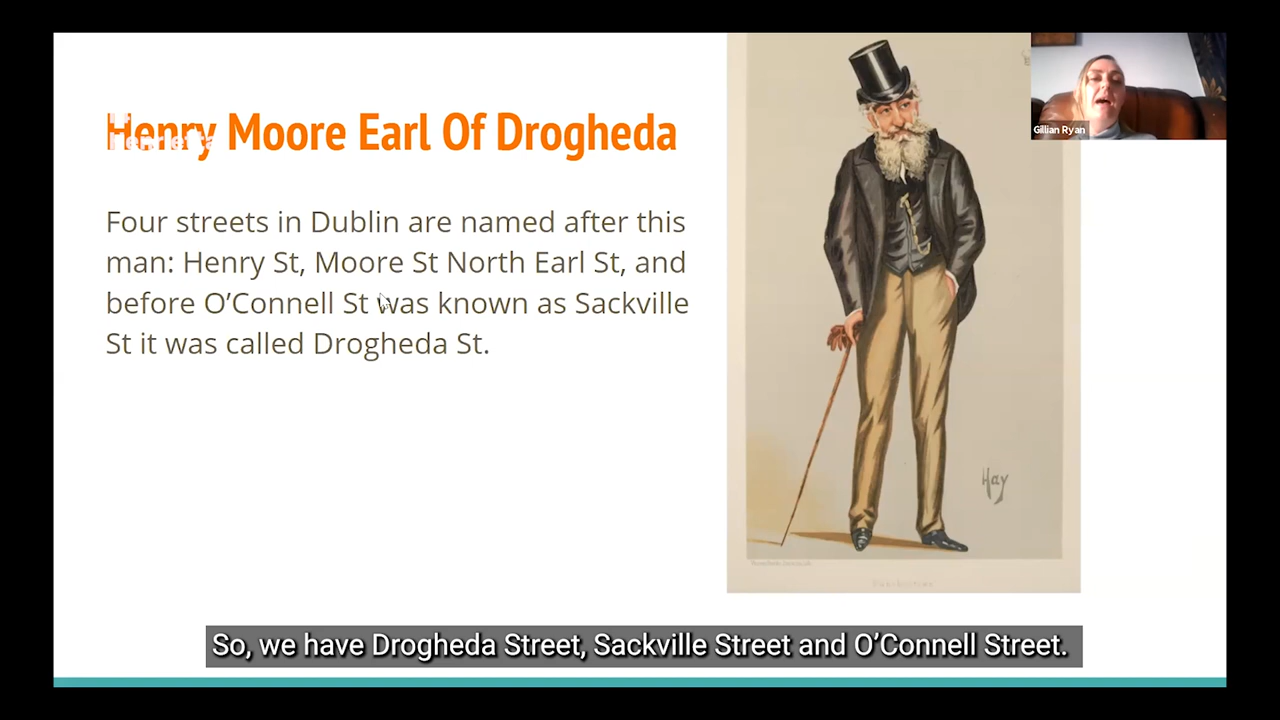 Henry Moore Earl Of Drogheda
Four streets in Dublin are named after this
man: Henry St, Moore St North Earl St, and
before O’Connell St was known as Sackville
St it was called Drogheda St.
Gillian Ryan
Hay
So, we have Drogheda Street, Sackville Street and O’Connell Street.